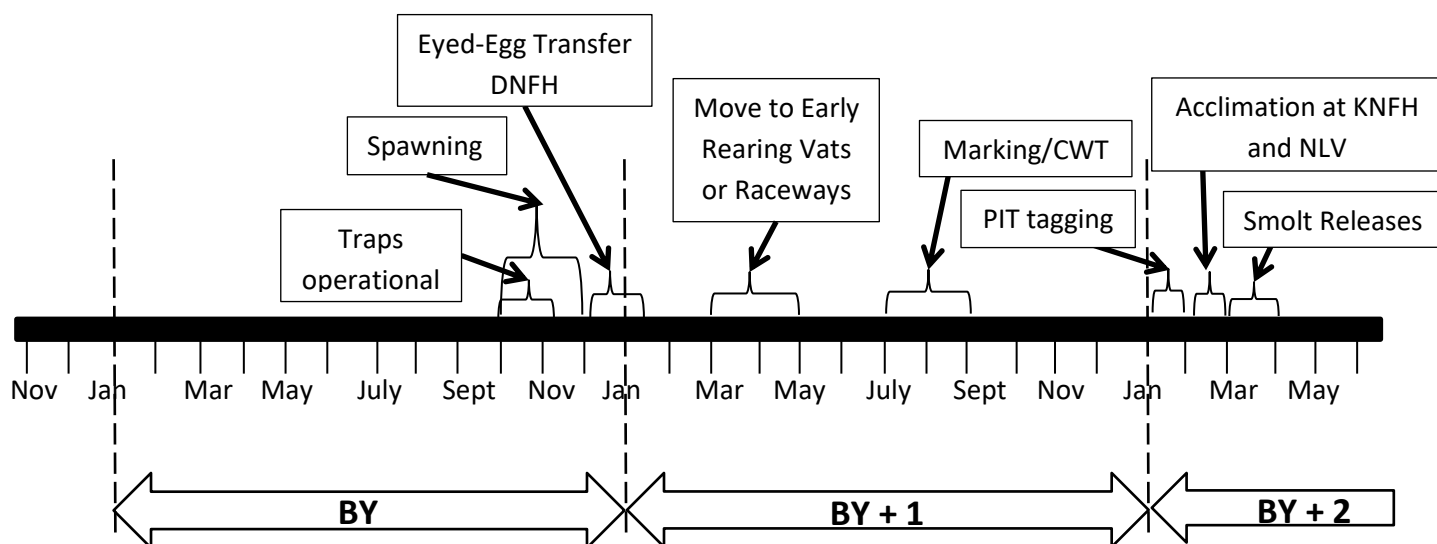 Eyed-Egg Transfer
DNFH
Spawning
Traps
operational
Move to Early
Rearing Vats
or Raceways
Marking/CWT
PIT tagging
Acclimation at KNFH
and NLV
Smolt Releases
Nov Jan Mar May July Sept Nov Jan Mar May July Sept Nov Jan Mar May
BY BY + 1 BY + 2